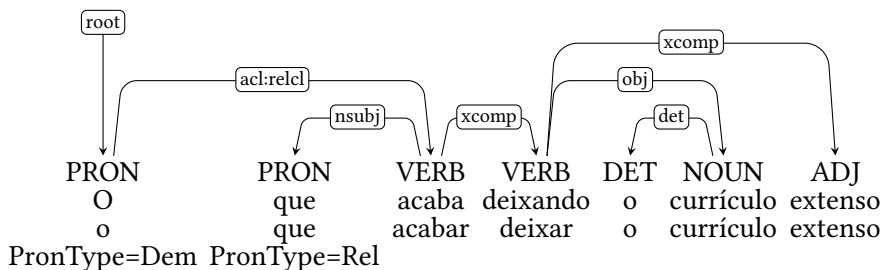 root
xcomp
acl:relcl obj
nsubj xcomp det
PRON PRON VERB VERB DET NOUN ADJ
O que acaba deixando o currículo extenso
o que acabar deixar o currículo extenso
PronType=Dem PronType=Rel